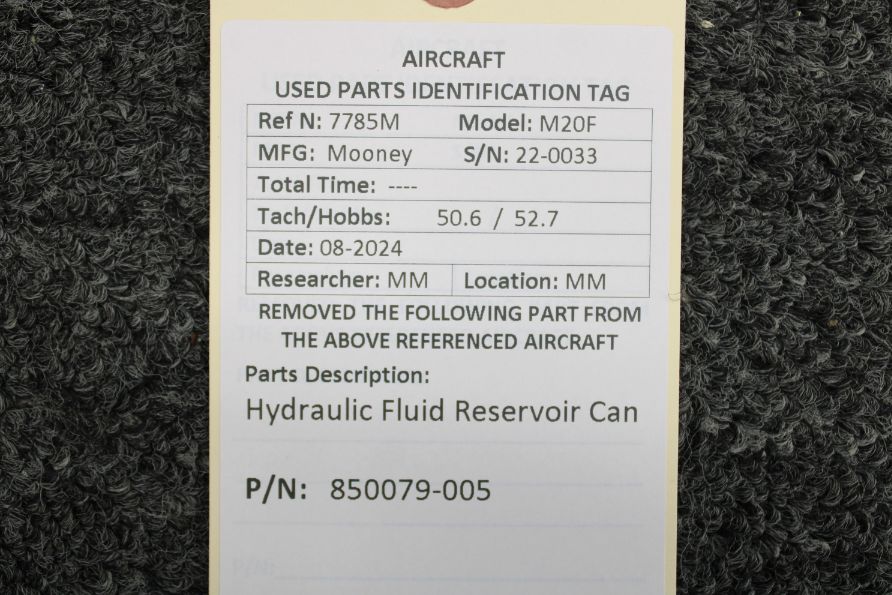 AIRCRAFT
USED PARTS IDENTIFICATION TAG
Ref N: 7785M Model: M20F
MFG: Mooney S/N: 22-0033
Total Time: ----
Tach/Hobbs: 50.6 / 52.7
Date: 08-2024
Researcher: MM Location: MM
REMOVED THE FOLLOWING PART FROM
THE ABOVE REFERENCED AIRCRAFT
Parts Description:
Hydraulic Fluid Reservoir Can
P/N: 850079-005